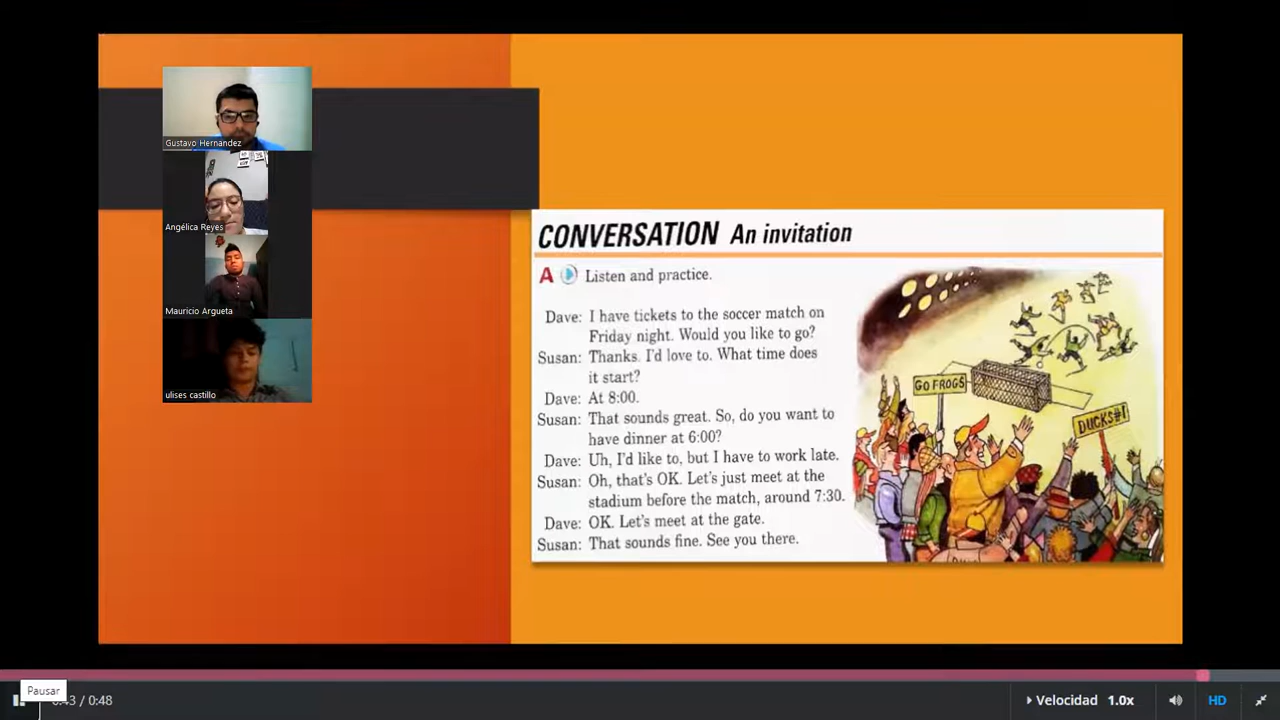 Gustavo Hernandez
Angélica Reyes
Mauricio Argueta
ulises castillo
CONVERSATION An invitation
A Listen and practice.
Dave: I have tickets to the soccer match on
Friday night. Would you like to go?
Susan: Thanks. I'd love to. What time does
it start?
Dave: At 8:00.
Susan: That sounds great. So, do you want to
have dinner at 6:00?
Dave: Uh, I'd like to, but I have to work late.
Susan: Oh, that's OK. Let's just meet at the
stadium before the match, around 7:30.
Dave: OK. Let's meet at the gate.
Susan: That sounds fine. See you there.
GO FROGS
DUCKS#1
Pausar
:43 / 0:48
Velocidad 1.0x
HD